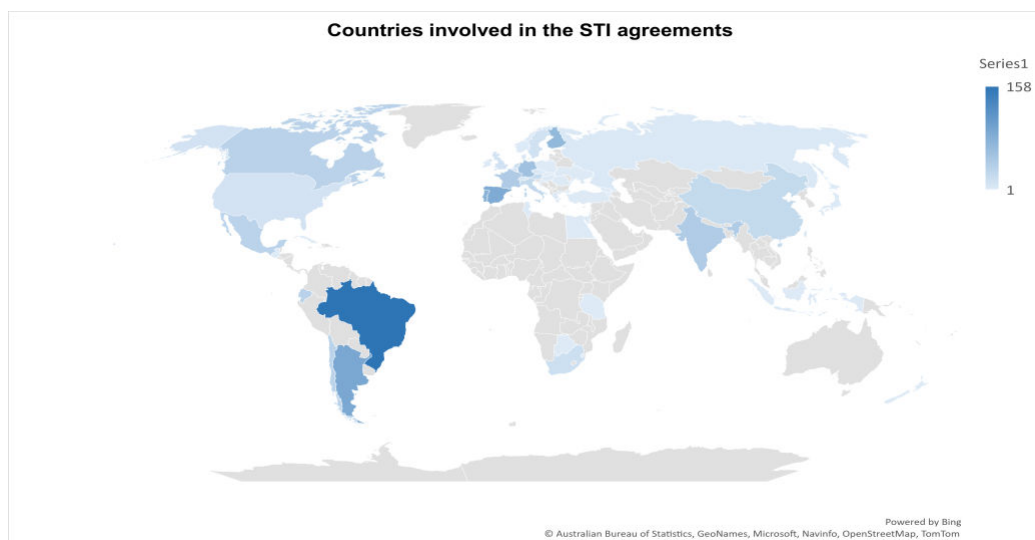 Countries involved in the STI agreements
Series1
158
1
Powered by Bing
© Australian Bureau of Statistics, GeoNames, Microsoft, Navinfo, OpenStreetMap, TomTom